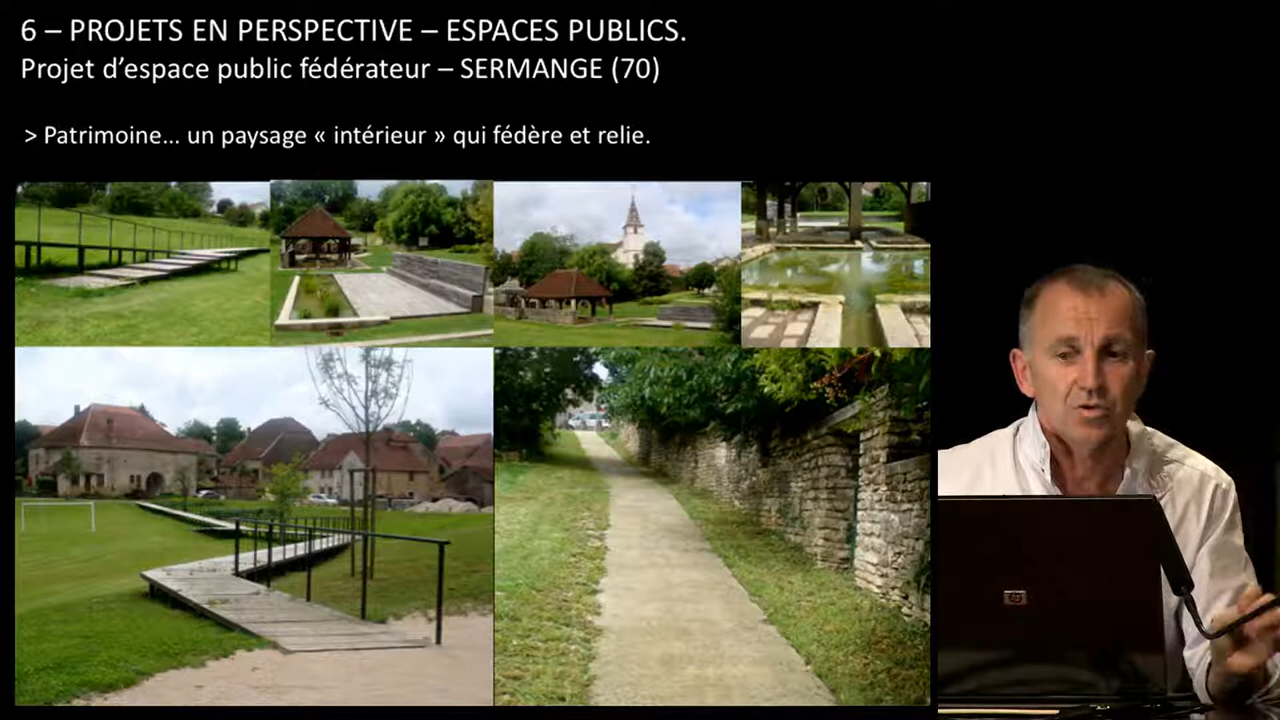 6 – PROJETS EN PERSPECTIVE – ESPACES PUBLICS.
Projet d’espace public fédérateur – SERMANGE (70)
> Patrimoine... un paysage « intérieur » qui fédère et relie.
hp